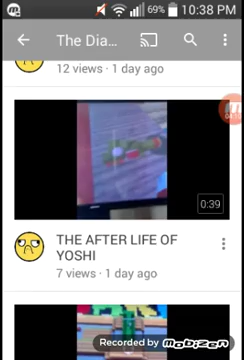 69% 10:38 PM
The Dia...
12 views · 1 day ago
0:39
THE AFTER LIFE OF
YOSHI
7 views · 1 day ago
Recorded by mobizen